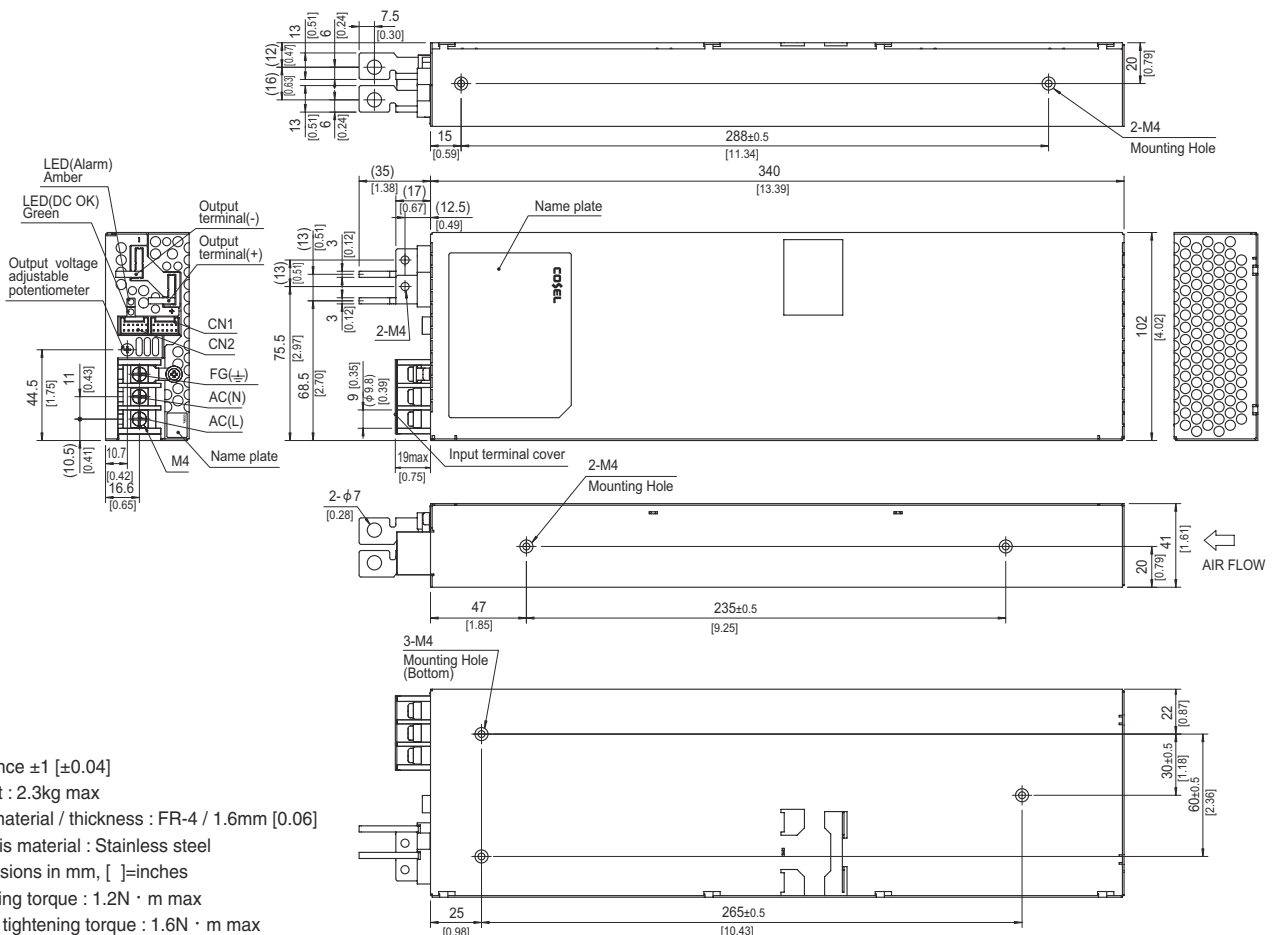 13
[0.51]
6
[0.24]
7.5
[0.30]
(12)
[0.47]
(16)
[0.63]
13
[0.51]
6
[0.24]
15
[0.59]
288±0.5
[11.34]
20
[0.79]
2-M4
Mounting Hole
LED(Alarm)
Amber
LED(DC OK)
Green
Output voltage
adjustable
potentiometer
Output
terminal(-)
Output
terminal(+)
-
+
CN1
CN2
FG(⏚)
AC(N)
AC(L)
Name plate
M4
44.5
[1.75]
11
[0.43]
(10.5)
[0.41]
10.7
[0.42]
16.6
[0.65]
(35)
[1.38]
(17)
[0.67]
(12.5)
[0.49]
340
[13.39]
(13)
[0.51]
3
[0.12]
(13)
[0.51]
3
[0.12]
2-M4
75.5
[2.97]
68.5
[2.70]
9 [0.35]
(φ9.8)
[0.39]
19max
[0.75]
Name plate
COSEL
Input terminal cover
102
[4.02]
2-M4
Mounting Hole
2-φ7
[0.28]
47
[1.85]
235±0.5
[9.25]
20
[0.79]
41
[1.61]
AIR FLOW
3-M4
Mounting Hole
(Bottom)
22
[0.87]
30±0.5
[1.18]
60±0.5
[2.36]
25
[0.98]
265±0.5
[10.43]
nce ±1 [±0.04]
t : 2.3kg max
naterial / thickness : FR-4 / 1.6mm [0.06]
is material : Stainless steel
sions in mm, [ ]=inches
ing torque : 1.2N・m max
tightening torque : 1.6N・m max